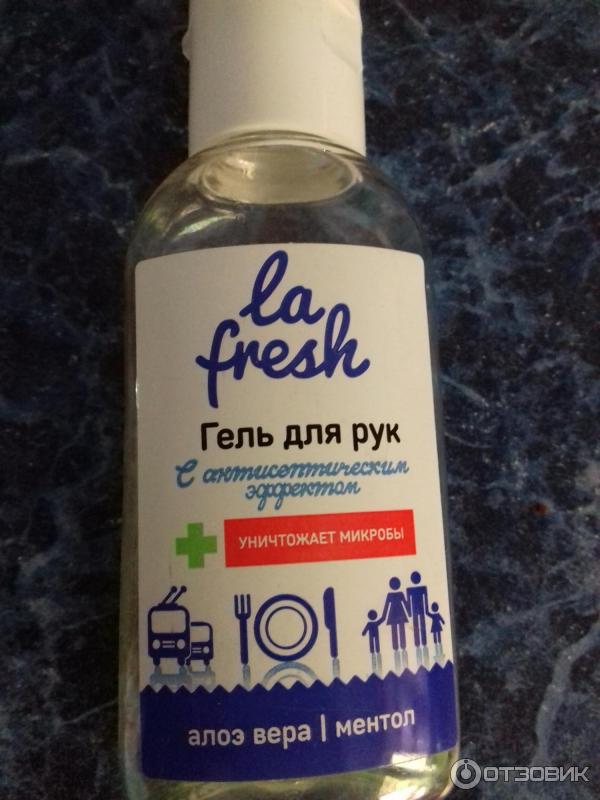 la
fresh
Гель для рук
С антисептическим
эффектом
УНИЧТОЖАЕТ МИКРОБЫ
алоэ вера | ментол
ОТЗОВИК